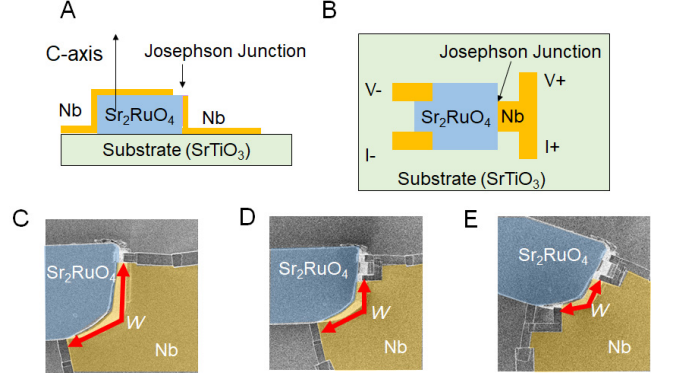 A
C-axis
Josephson Junction
Nb
Sr₂RuO₄
Nb
Substrate (SrTiO₃)
B
Josephson Junction
V-
V+
Sr₂RuO₄
Nb
I-
I+
Substrate (SrTiO₃)
C
Sr₂RuO₄
W
Nb
D
Sr₂RuO₄
W
Nb
E
Sr₂RuO₄
W
Nb